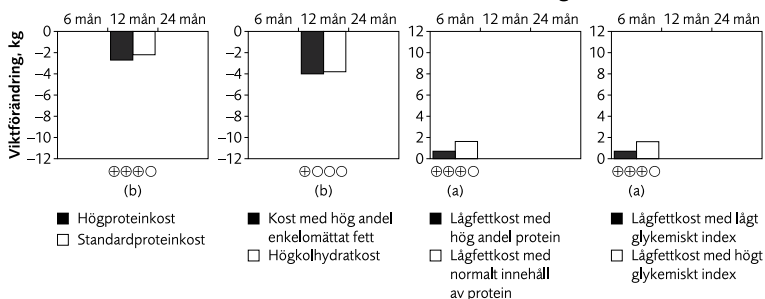 6 mån 12 mån 24 mån
6 mån 12 mån 24 mån
6 mån 12 mån 24 mån
6 mån 12 mån 24 mån
Viktförändring, kg
0
−2
−4
−6
−8
−10
−12
0
−2
−4
−6
−8
−10
−12
12
10
8
6
4
2
0
12
10
8
6
4
2
0
⊕⊕⊕○
(b)
⊕○○○
(b)
⊕⊕⊕○
(a)
⊕⊕⊕○
(a)
Högproteinkost
Standardproteinkost
Kost med hög andel
enkelomättat fett
Högkolhydratkost
Lågfettkost med
hög andel protein
Lågfettkost med
normalt innehåll
av protein
Lågfettkost med lågt
glykemiskt index
Lågfettkost med högt
glykemiskt index